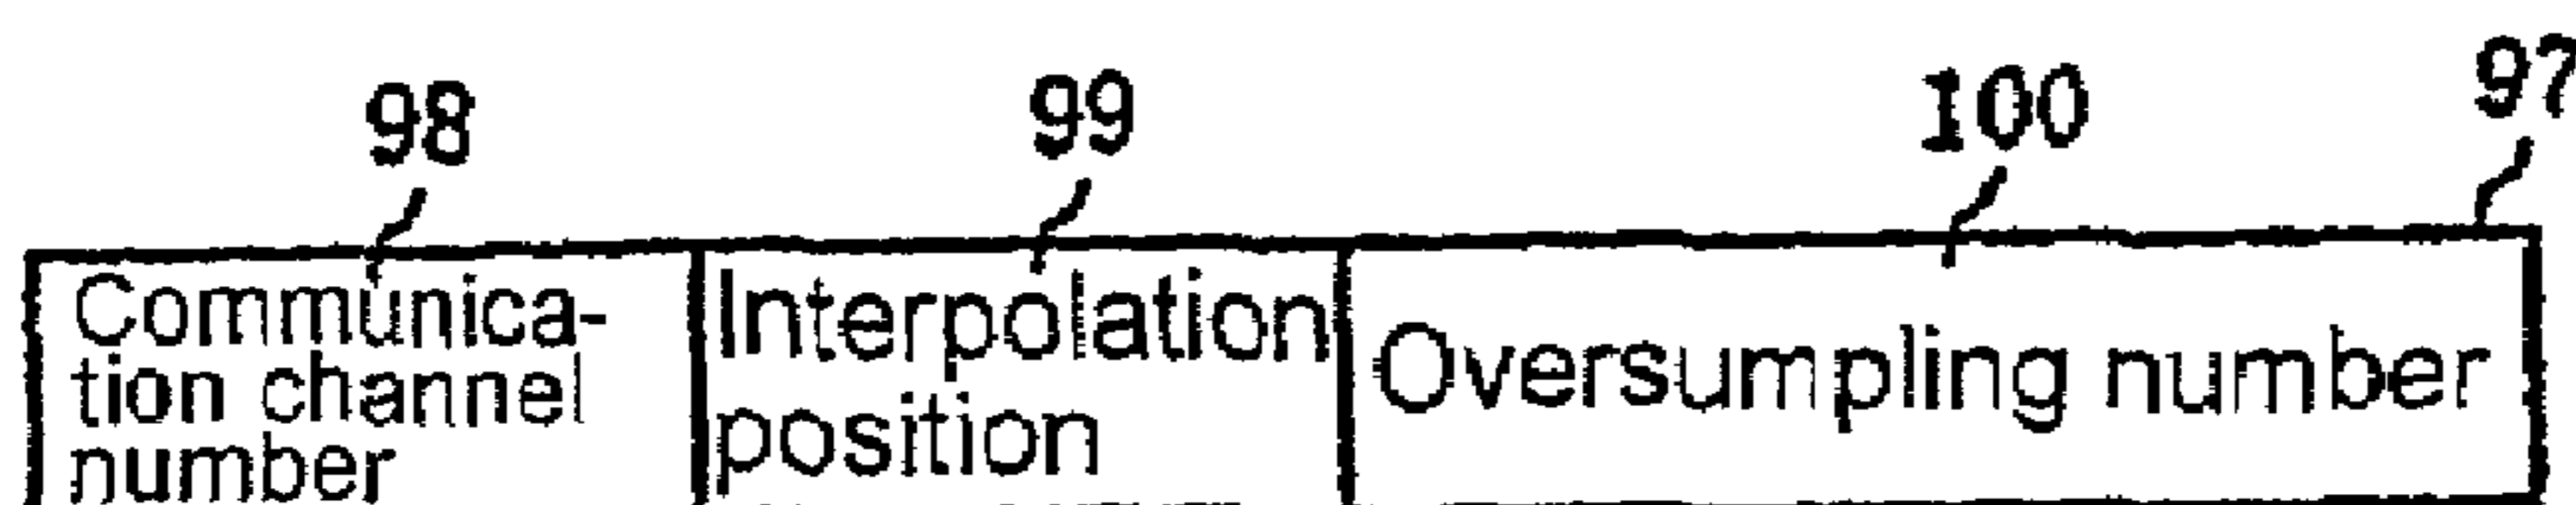 98 99 100 97
Communica-
tion channel
number
Interpolation
position
Oversumpling number